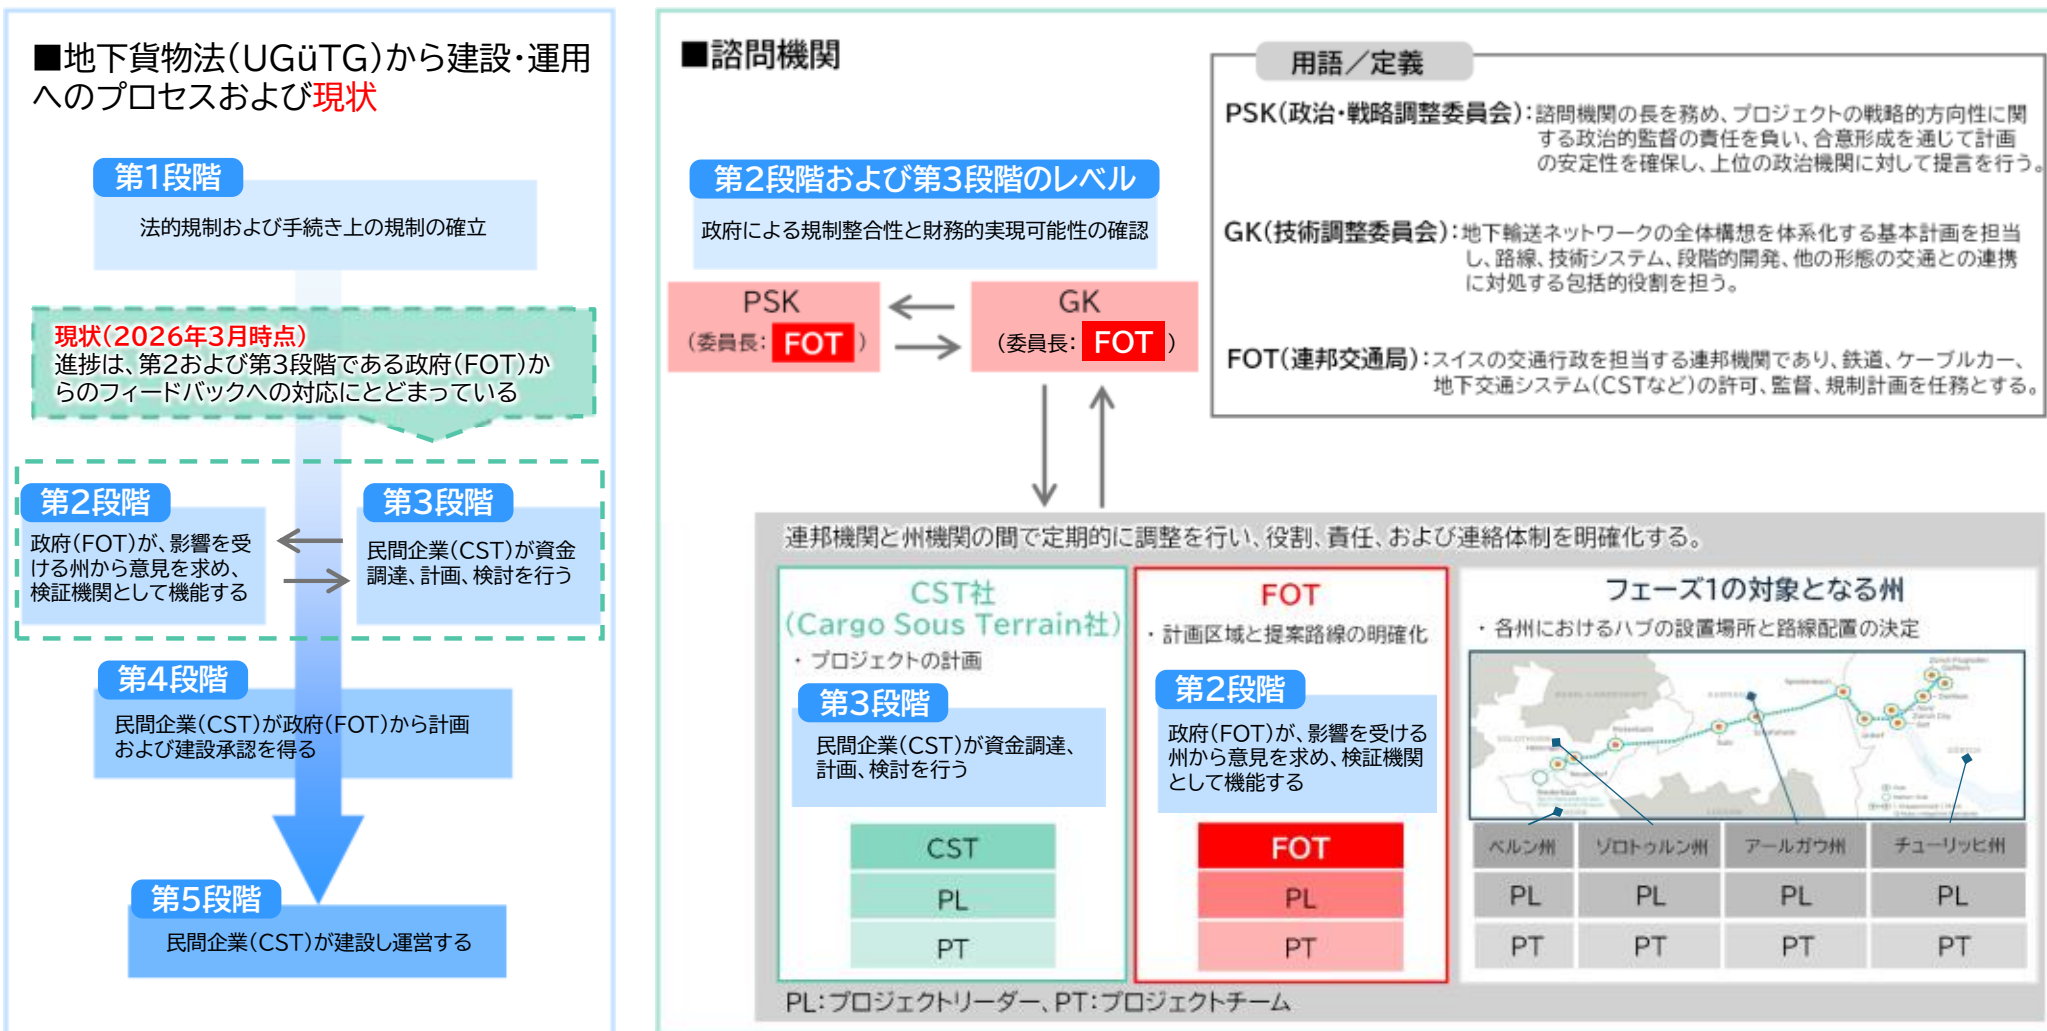 ■地下貨物法(UGüTG)から建設・運用
へのプロセスおよび現状
第1段階
法的規制および手続き上の規制の確立
現状(2026年3月時点)
進捗は、第2および第3段階である政府(FOT)か
らのフィードバックへの対応にとどまっている
第2段階
政府(FOT)が、影響を受
ける州から意見を求め、
検証機関として機能する
第3段階
民間企業(CST)が資金
調達、計画、検討を行う
第4段階
民間企業(CST)が政府(FOT)から計画
および建設承認を得る
第5段階
民間企業(CST)が建設し運営する
■諮問機関
第2段階および第3段階のレベル
政府による規制整合性と財務的実現可能性の確認
PSK
(委員長: FOT )
GK
(委員長: FOT )
用語/定義
PSK(政治・戦略調整委員会):諮問機関の長を務め、プロジェクトの戦略的方向性に関
する政治的監督の責任を負い、合意形成を通じて計画
の安定性を確保し、上位の政治機関に対して提言を行う。
GK(技術調整委員会):地下輸送ネットワークの全体構想を体系化する基本計画を担当
し、路線、技術システム、段階的開発、他の形態の交通との連携
に対処する包括的役割を担う。
FOT(連邦交通局):スイスの交通行政を担当する連邦機関であり、鉄道、ケーブルカー、
地下交通システム(CSTなど)の許可、監督、規制計画を任務とする。
連邦機関と州機関の間で定期的に調整を行い、役割、責任、および連絡体制を明確化する。
CST社
(Cargo Sous Terrain社)
・プロジェクトの計画
第3段階
民間企業(CST)が資金調達、
計画、検討を行う
CST
PL
PT
FOT
・計画区域と提案路線の明確化
第2段階
政府(FOT)が、影響を受ける
州から意見を求め、検証機関
として機能する
FOT
PL
PT
フェーズ1の対象となる州
・各州におけるハブの設置場所と路線配置の決定
ベルン州 ゾロトゥルン州 アールガウ州 チューリッヒ州
PL PL PL PL
PT PT PT PT
PL:プロジェクトリーダー、PT:プロジェクトチーム